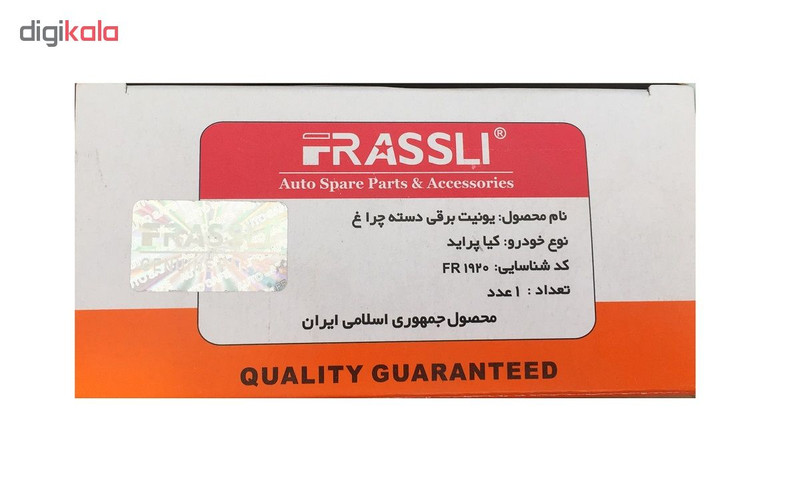 digikala
FRASSLI®
Auto Spare Parts & Accessories
FRASSLI
نام محصول: یونیت برقی دسته چراغ
نوع خودرو: کیا پراید
کد شناسایی: FR ۱۹۲۰
تعداد : ۱ عدد
محصول جمهوری اسلامی ایران
QUALITY GUARANTEED